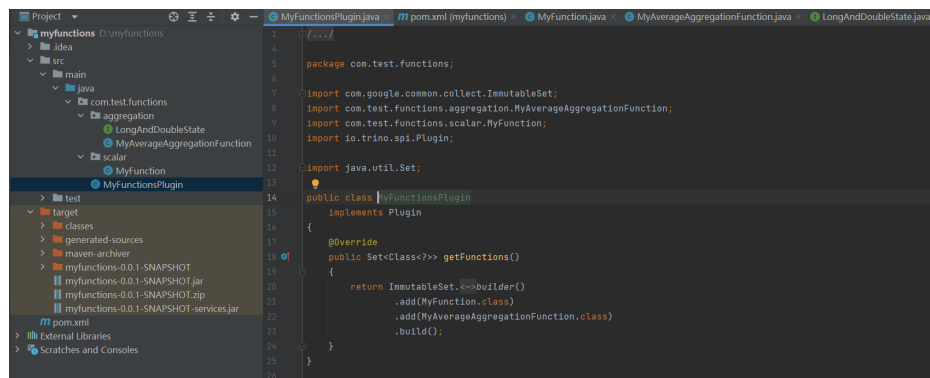 Project
myfunctions D:\myfunctions
.idea
src
main
java
com.test.functions
aggregation
LongAndDoubleState
MyAverageAggregationFunction
scalar
MyFunction
MyFunctionsPlugin
test
target
classes
generated-sources
maven-archiver
myfunctions-0.0.1-SNAPSHOT
myfunctions-0.0.1-SNAPSHOT.jar
myfunctions-0.0.1-SNAPSHOT.zip
myfunctions-0.0.1-SNAPSHOT-services.jar
pom.xml
External Libraries
Scratches and Consoles
MyFunctionsPlugin.java × pom.xml (myfunctions) × MyFunction.java × MyAverageAggregationFunction.java × LongAndDoubleState.java
1 /.../
4
5 package com.test.functions;
6
7 import com.google.common.collect.ImmutableSet;
8 import com.test.functions.aggregation.MyAverageAggregationFunction;
9 import com.test.functions.scalar.MyFunction;
10 import io.trino.spi.Plugin;
11
12 import java.util.Set;
13
14 public class MyFunctionsPlugin
15 implements Plugin
16 {
17 @Override
18 public Set<Class<?>> getFunctions()
19 {
20 return ImmutableSet.<~>builder()
21 .add(MyFunction.class)
22 .add(MyAverageAggregationFunction.class)
23 .build();
24 }
25 }
26